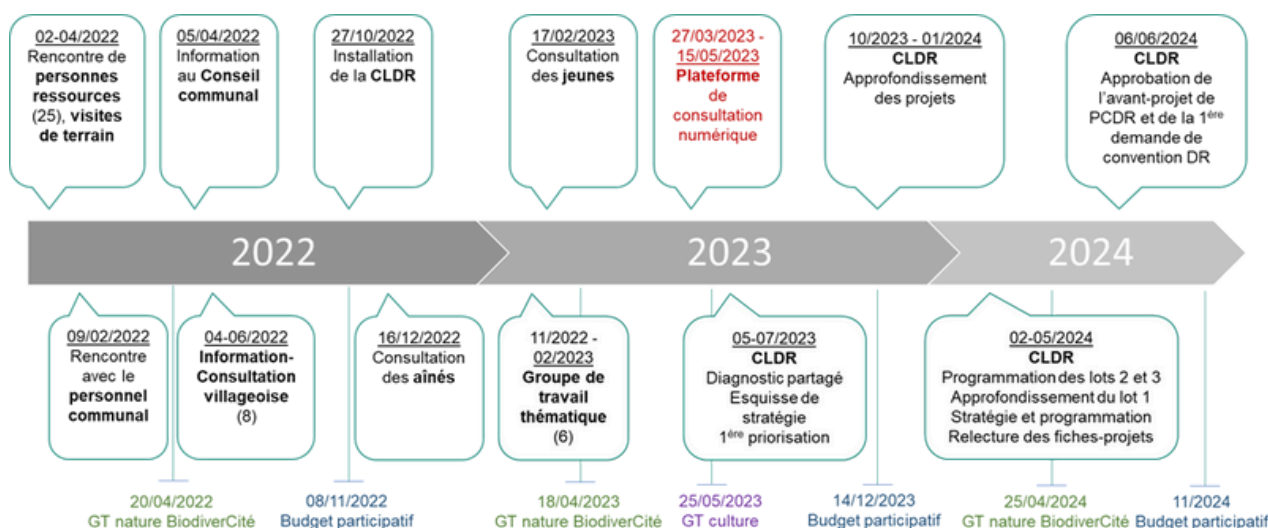 02-04/2022
Rencontre de
personnes
ressources
(25), visites
de terrain
05/04/2022
Information
au Conseil
communal
27/10/2022
Installation
de la CLDR
17/02/2023
Consultation
des jeunes
27/03/2023 -
15/05/2023
Plateforme
de
consultation
numérique
10/2023 - 01/2024
CLDR
Approfondissement
des projets
06/06/2024
CLDR
Approbation de
l'avant-projet de
PCDR et de la 1ère
demande de
convention DR
2022
2023
2024
09/02/2022
Rencontre
avec le
personnel
communal
04-06/2022
Information-
Consultation
villageoise
(8)
16/12/2022
Consultation
des aînés
11/2022 -
02/2023
Groupe de
travail
thématique
(6)
05-07/2023
CLDR
Diagnostic partagé
Esquisse de
stratégie
1ère priorisation
02-05/2024
CLDR
Programmation des lots 2 et 3
Approfondissement du lot 1
Stratégie et programmation
Relecture des fiches-projets
20/04/2022
GT nature BiodiverCité
08/11/2022
Budget participatif
18/04/2023
GT nature BiodiverCité
25/05/2023
GT culture
14/12/2023
Budget participatif
25/04/2024
GT nature BiodiverCité
11/2024
Budget participatif